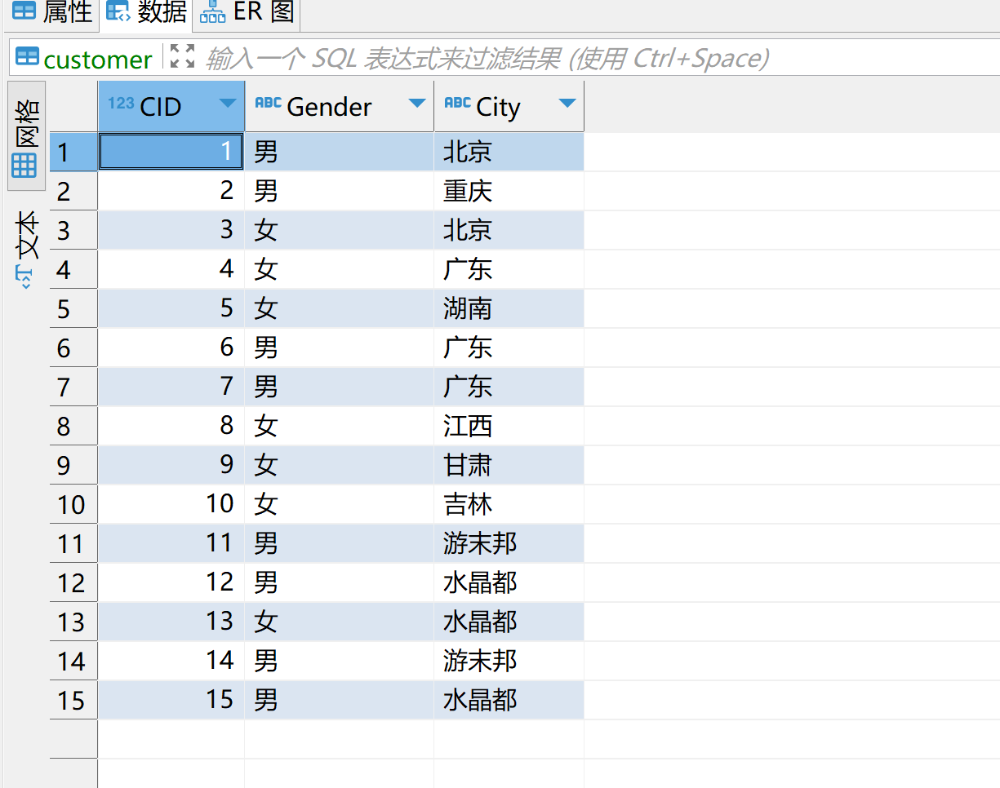 属性 数据 ER 图
customer 输入一个 SQL 表达式来过滤结果 (使用 Ctrl+Space)
网格
文本
123 CID ABC Gender ABC City
1 1 男 北京
2 2 男 重庆
3 3 女 北京
4 4 女 广东
5 5 女 湖南
6 6 男 广东
7 7 男 广东
8 8 女 江西
9 9 女 甘肃
10 10 女 吉林
11 11 男 游末邦
12 12 男 水晶都
13 13 女 水晶都
14 14 男 游末邦
15 15 男 水晶都